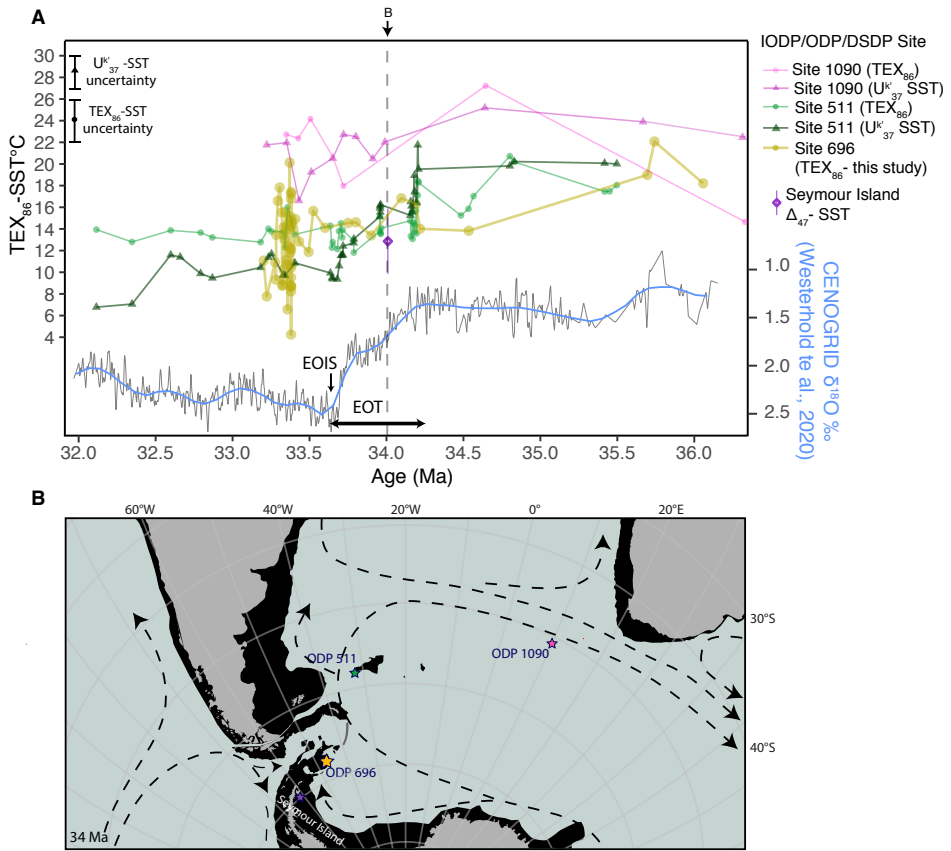 A
B
IODP/ODP/DSDP Site
Site 1090 (TEX86)
Site 1090 (Uk'37 SST)
Site 511 (TEX86)
Site 511 (Uk'37 SST)
Site 696
(TEX86- this study)
Seymour Island
Δ47- SST
Uk'37 -SST
uncertainty
TEX86-SST
uncertainty
TEX86-SST°C
30
28
26
24
22
20
18
16
14
12
10
8
6
4
1.0
1.5
2.0
2.5
CENOGRID δ18O ‰
(Westerhold te al., 2020)
EOIS
EOT
32.0 32.5 33.0 33.5 34.0 34.5 35.0 35.5 36.0
Age (Ma)
B
60°W 40°W 20°W 0° 20°E
30°S
40°S
ODP 511
ODP 1090
ODP 696
Seymour Island
34 Ma